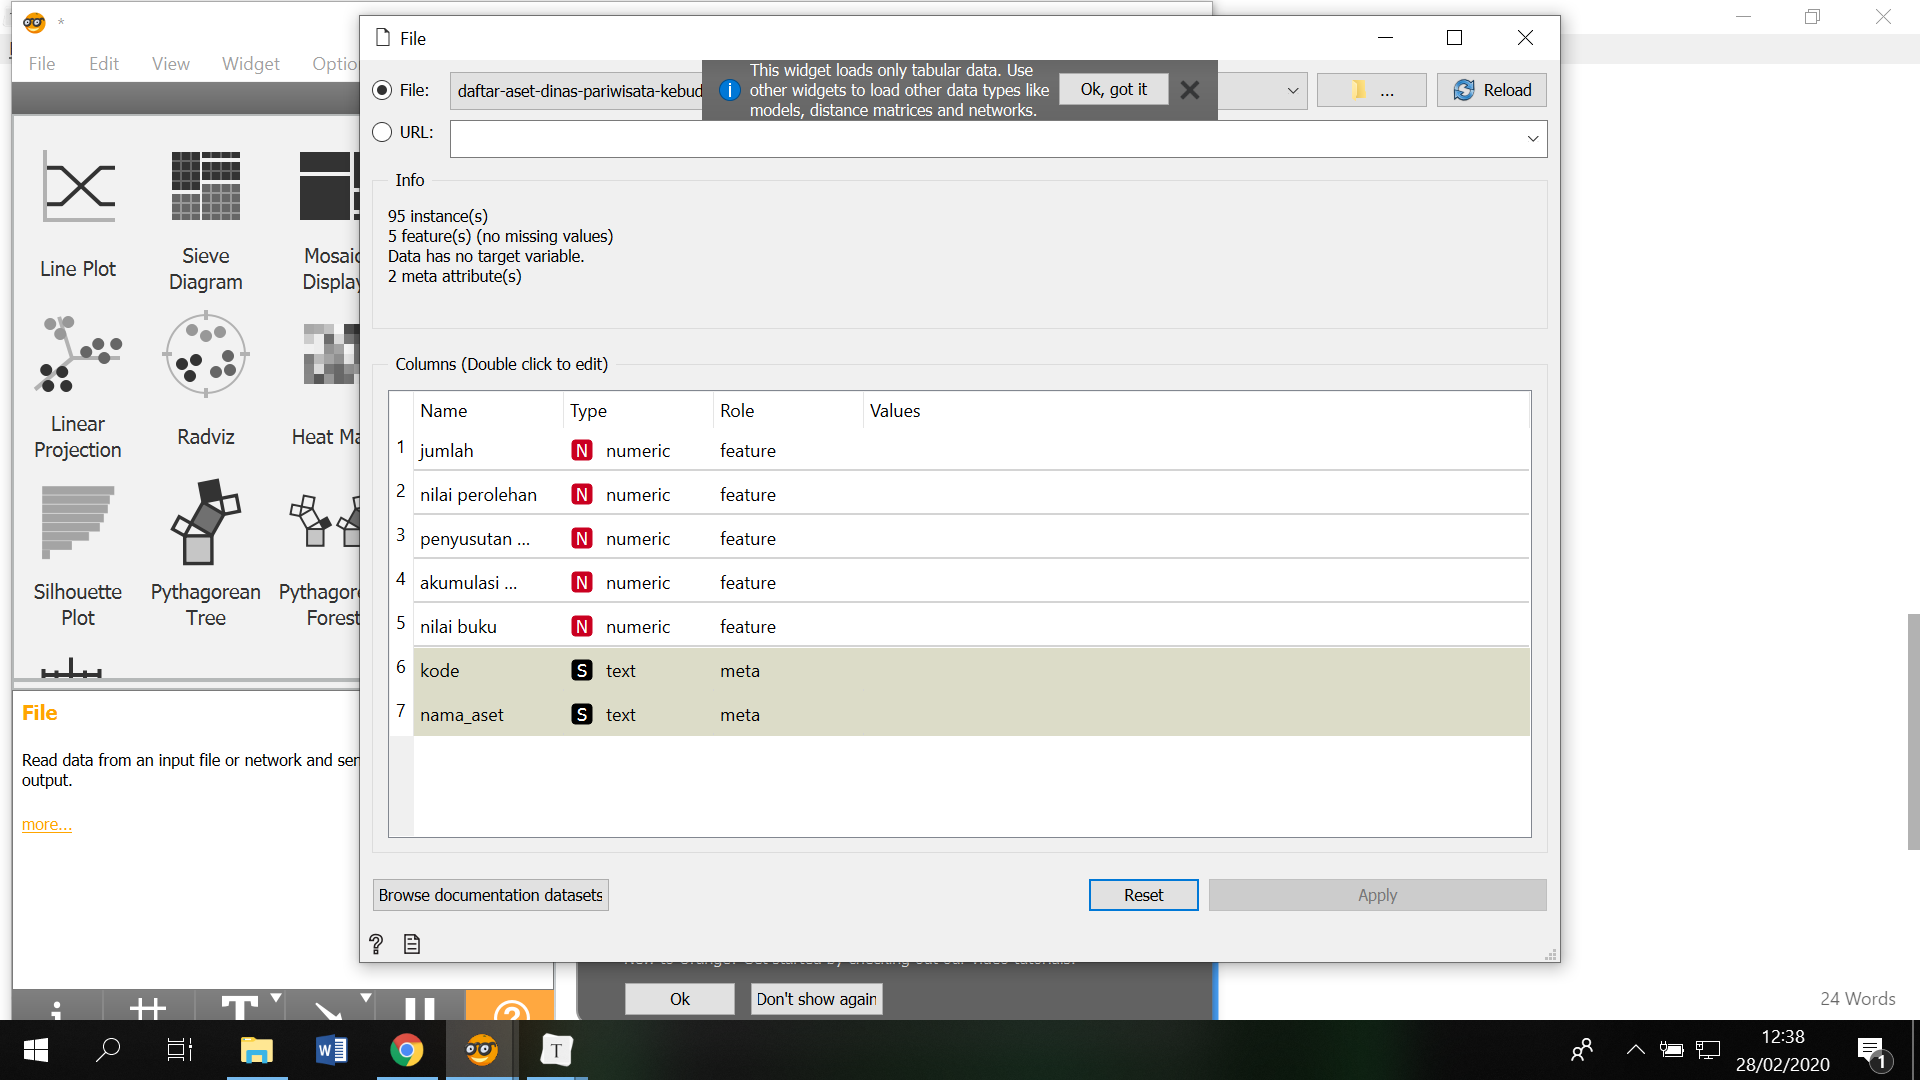 *
File
Edit
View
Widget
Optio
Line Plot
Sieve
Diagram
Mosaic
Display
Linear
Projection
Radviz
Heat Ma
Silhouette
Plot
Pythagorean
Tree
Pythagor
Forest
File
Read data from an input file or network and ser
output.
more...
File
File:
daftar-aset-dinas-pariwisata-kebud
This widget loads only tabular data. Use
other widgets to load other data types like
models, distance matrices and networks.
Ok, got it
...
Reload
URL:
Info
95 instance(s)
5 feature(s) (no missing values)
Data has no target variable.
2 meta attribute(s)
Columns (Double click to edit)
Name Type Role Values
1 jumlah N numeric feature
2 nilai perolehan N numeric feature
3 penyusutan ... N numeric feature
4 akumulasi ... N numeric feature
5 nilai buku N numeric feature
6 kode S text meta
7 nama_aset S text meta
Browse documentation datasets
Reset
Apply
?
Ok
Don't show again
24 Words
12:38
28/02/2020
1